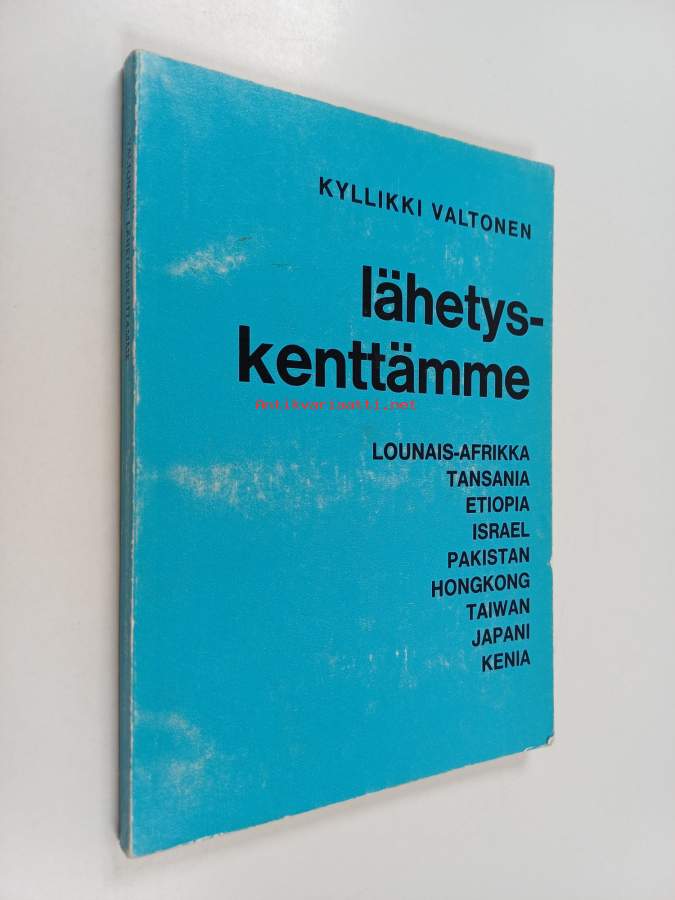 KYLLIKKI VALTONEN
lähetys-
kenttämme
Antikvariaatti.net
LOUNAIS-AFRIKKA
TANSANIA
ETIOPIA
ISRAEL
PAKISTAN
HONGKONG
TAIWAN
JAPANI
KENIA